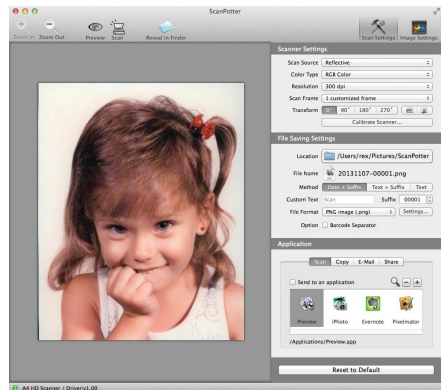 ScanPotter
Zoom In Zoom Out Preview Scan Reveal in Finder Scan Settings Image Settings
Scanner Settings
Scan Source Reflective
Color Type RGB Color
Resolution 300 dpi
Scan Frame 1 customized frame
Transform 0° 90° 180° 270°
Calibrate Scanner...
File Saving Settings
Location /Users/rex/Pictures/ScanPotter
File Name 20131107-00001.png
Method Date + Suffix Text + Suffix Text
Custom Text Scan Suffix 00001
File Format PNG image (.png) Settings...
Option Barcode Separator
Application
Scan Copy E-Mail Share
Send to an application
Preview iPhoto Evernote Pixelmator
/Applications/Preview.app
Reset to Default
A4 HD Scanner / Driver:v1.00